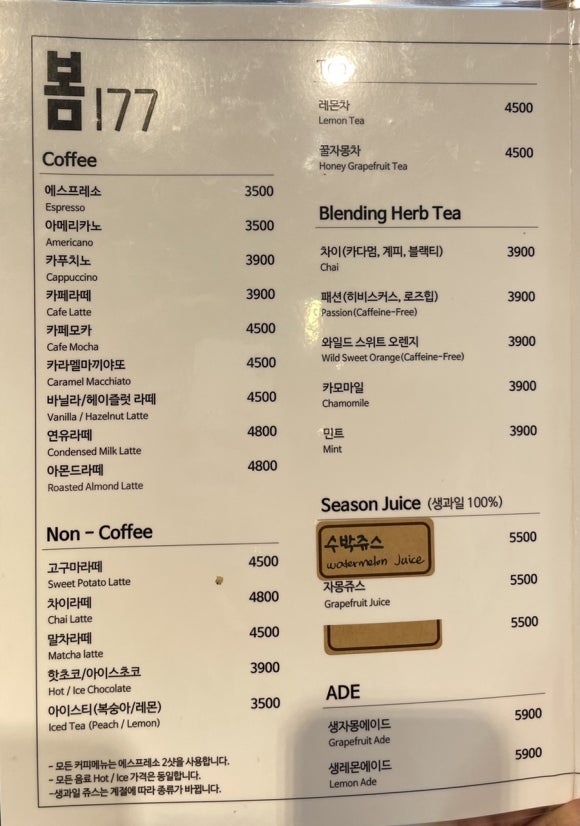 봄177
Coffee
에스프레소 3500
Espresso
아메리카노 3500
Americano
카푸치노 3900
Cappuccino
카페라떼 3900
Cafe Latte
카페모카 4500
Cafe Mocha
카라멜마끼야또 4500
Caramel Macchiato
바닐라/헤이즐럿 라떼 4500
Vanilla / Hazelnut Latte
연유라떼 4800
Condensed Milk Latte
아몬드라떼 4800
Roasted Almond Latte
Non - Coffee
고구마라떼 4500
Sweet Potato Latte
차이라떼 4800
Chai Latte
말차라떼 4500
Matcha latte
핫초코/아이스초코 3900
Hot / Ice Chocolate
아이스티(복숭아/레몬) 3500
Iced Tea (Peach / Lemon)
- 모든 커피메뉴는 에스프레소 2샷을 사용합니다.
- 모든 음료 Hot / Ice 가격은 동일합니다.
-생과일 쥬스는 계절에 따라 종류가 바뀝니다.
Tea
레몬차 4500
Lemon Tea
꿀자몽차 4500
Honey Grapefruit Tea
Blending Herb Tea
차이(카다멈, 계피, 블랙티) 3900
Chai
패션(히비스커스, 로즈힙) 3900
Passion(Caffeine-Free)
와일드 스위트 오렌지 3900
Wild Sweet Orange(Caffeine-Free)
카모마일 3900
Chamomile
민트 3900
Mint
Season Juice (생과일 100%)
수박쥬스 5500
watermelon Juice
자몽쥬스 5500
Grapefruit Juice
5500
ADE
생자몽에이드 5900
Grapefruit Ade
생레몬에이드 5900
Lemon Ade